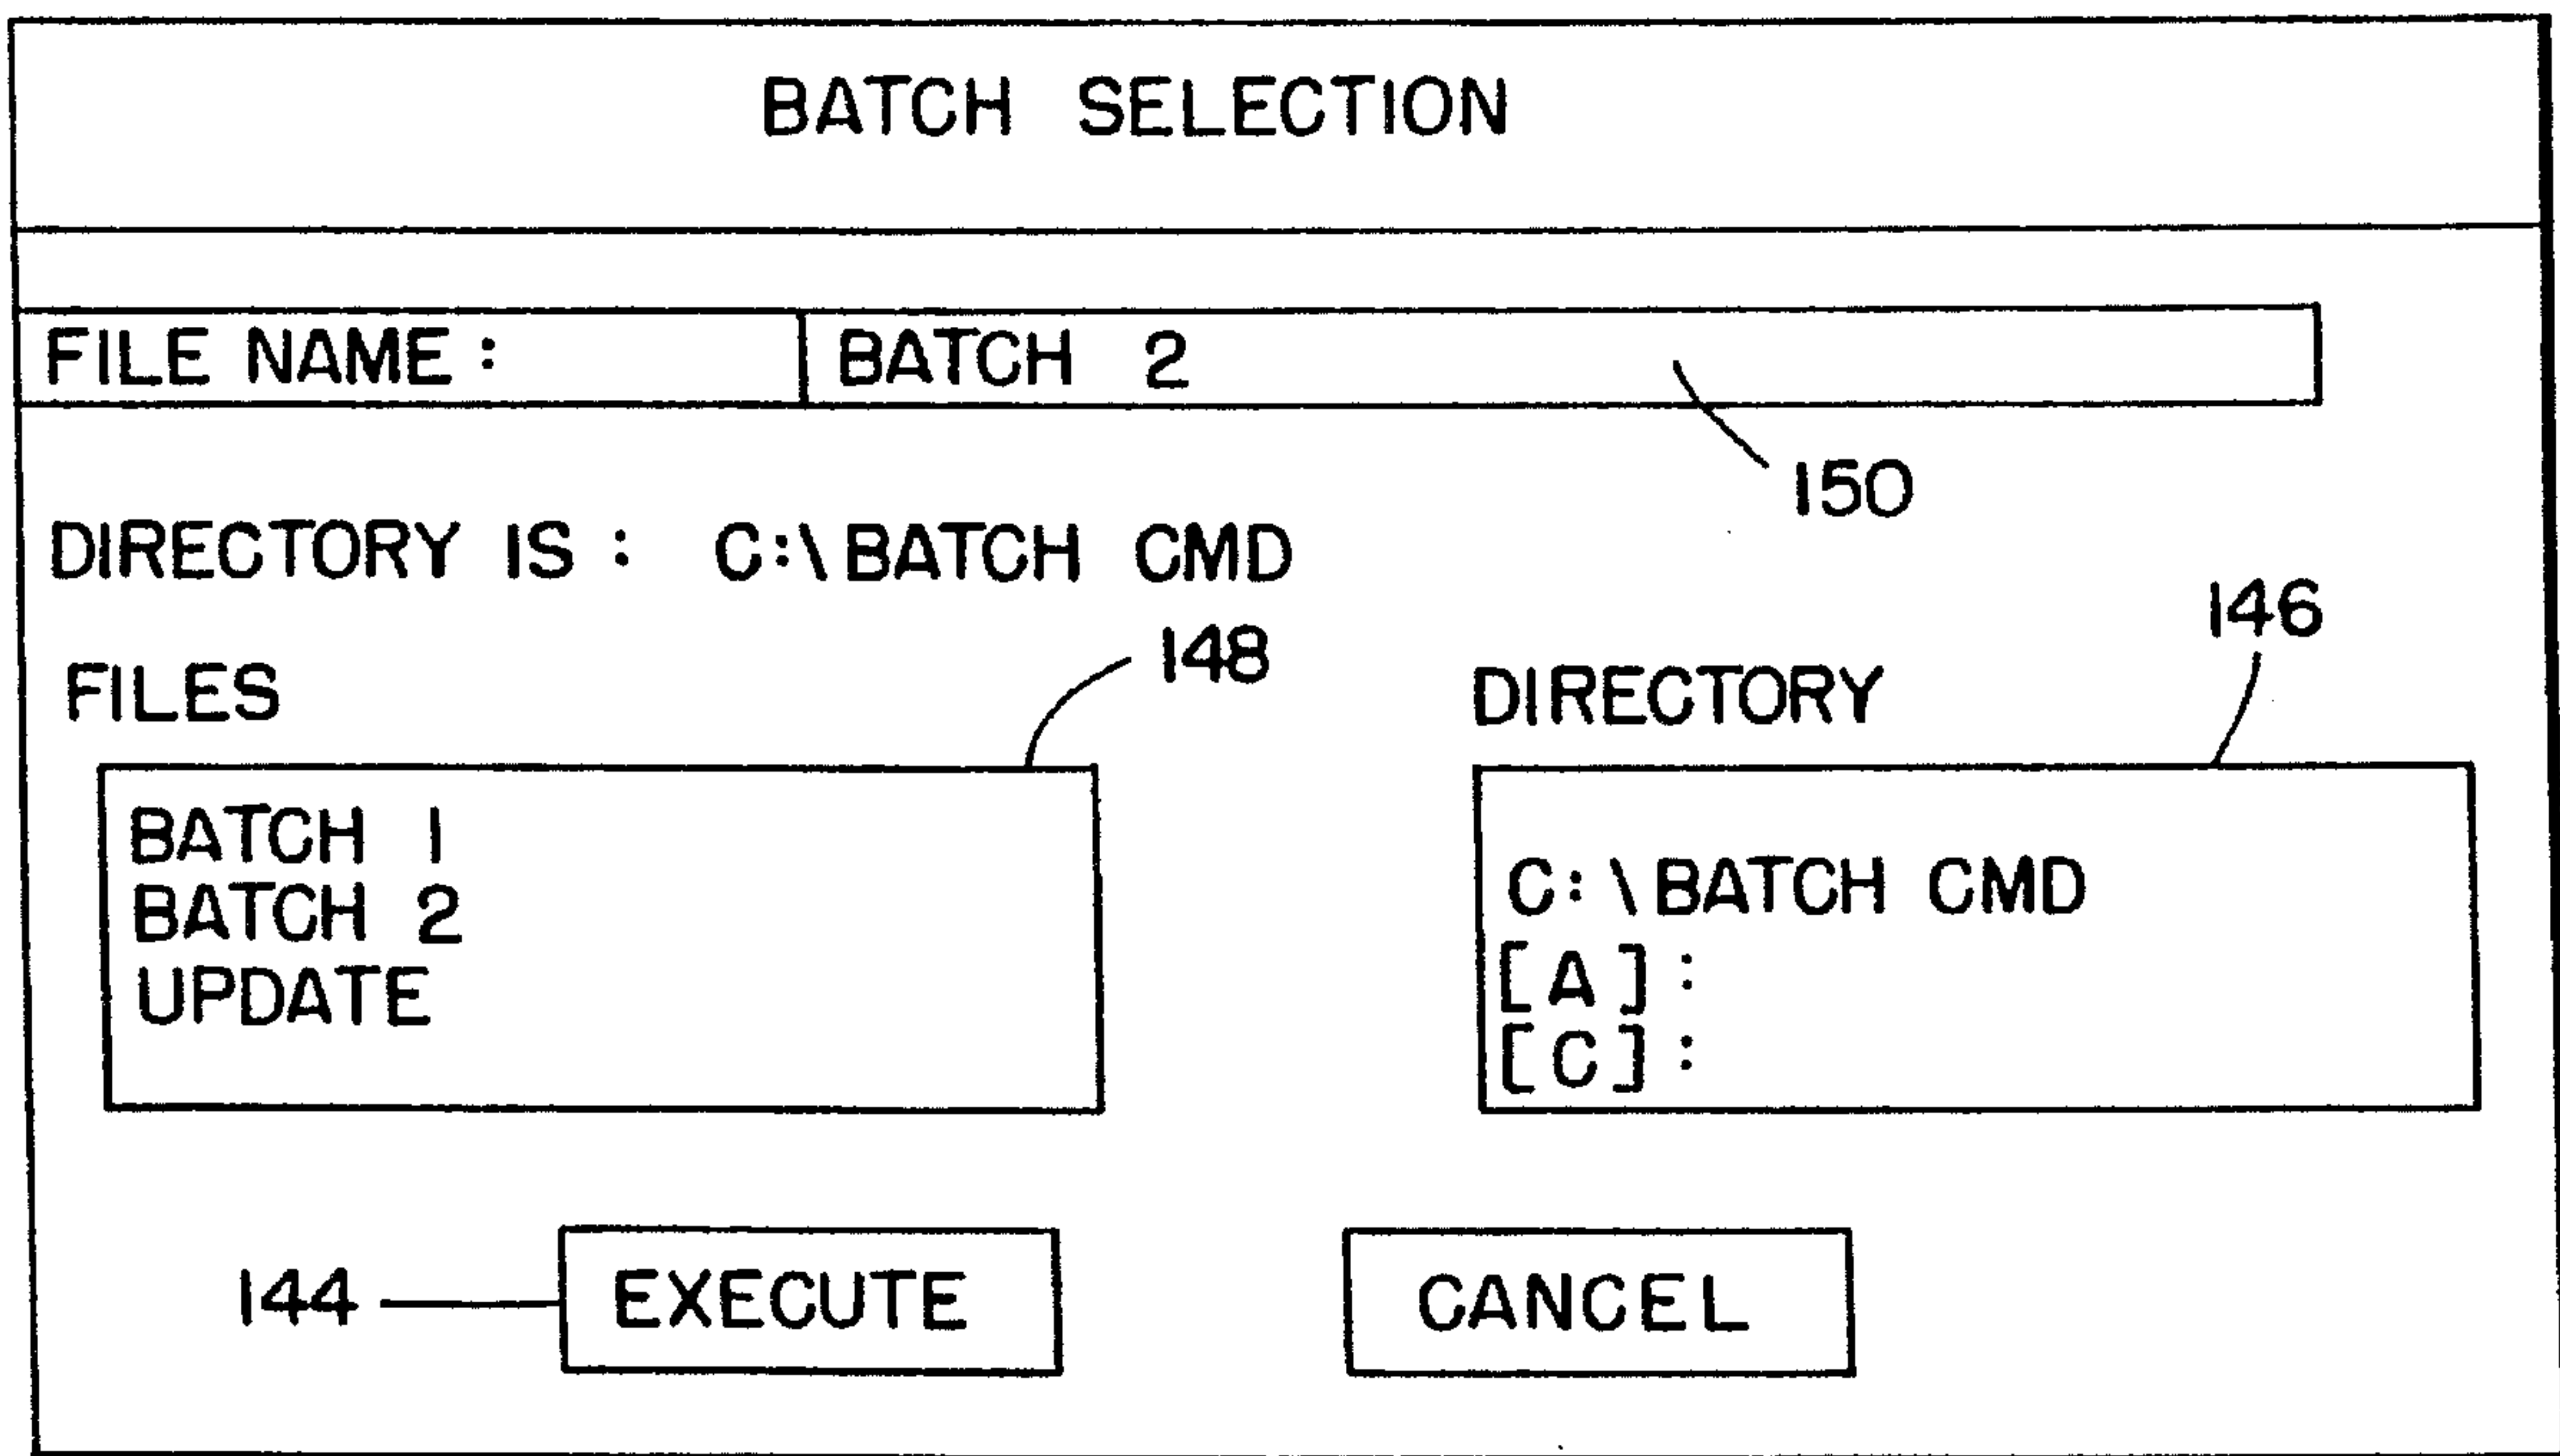 BATCH SELECTION
FILE NAME : BATCH 2
150
DIRECTORY IS : C:\BATCH CMD
146
148
FILES
DIRECTORY
BATCH 1
BATCH 2
UPDATE
C:\BATCH CMD
[A]:
[C]:
144
EXECUTE
CANCEL